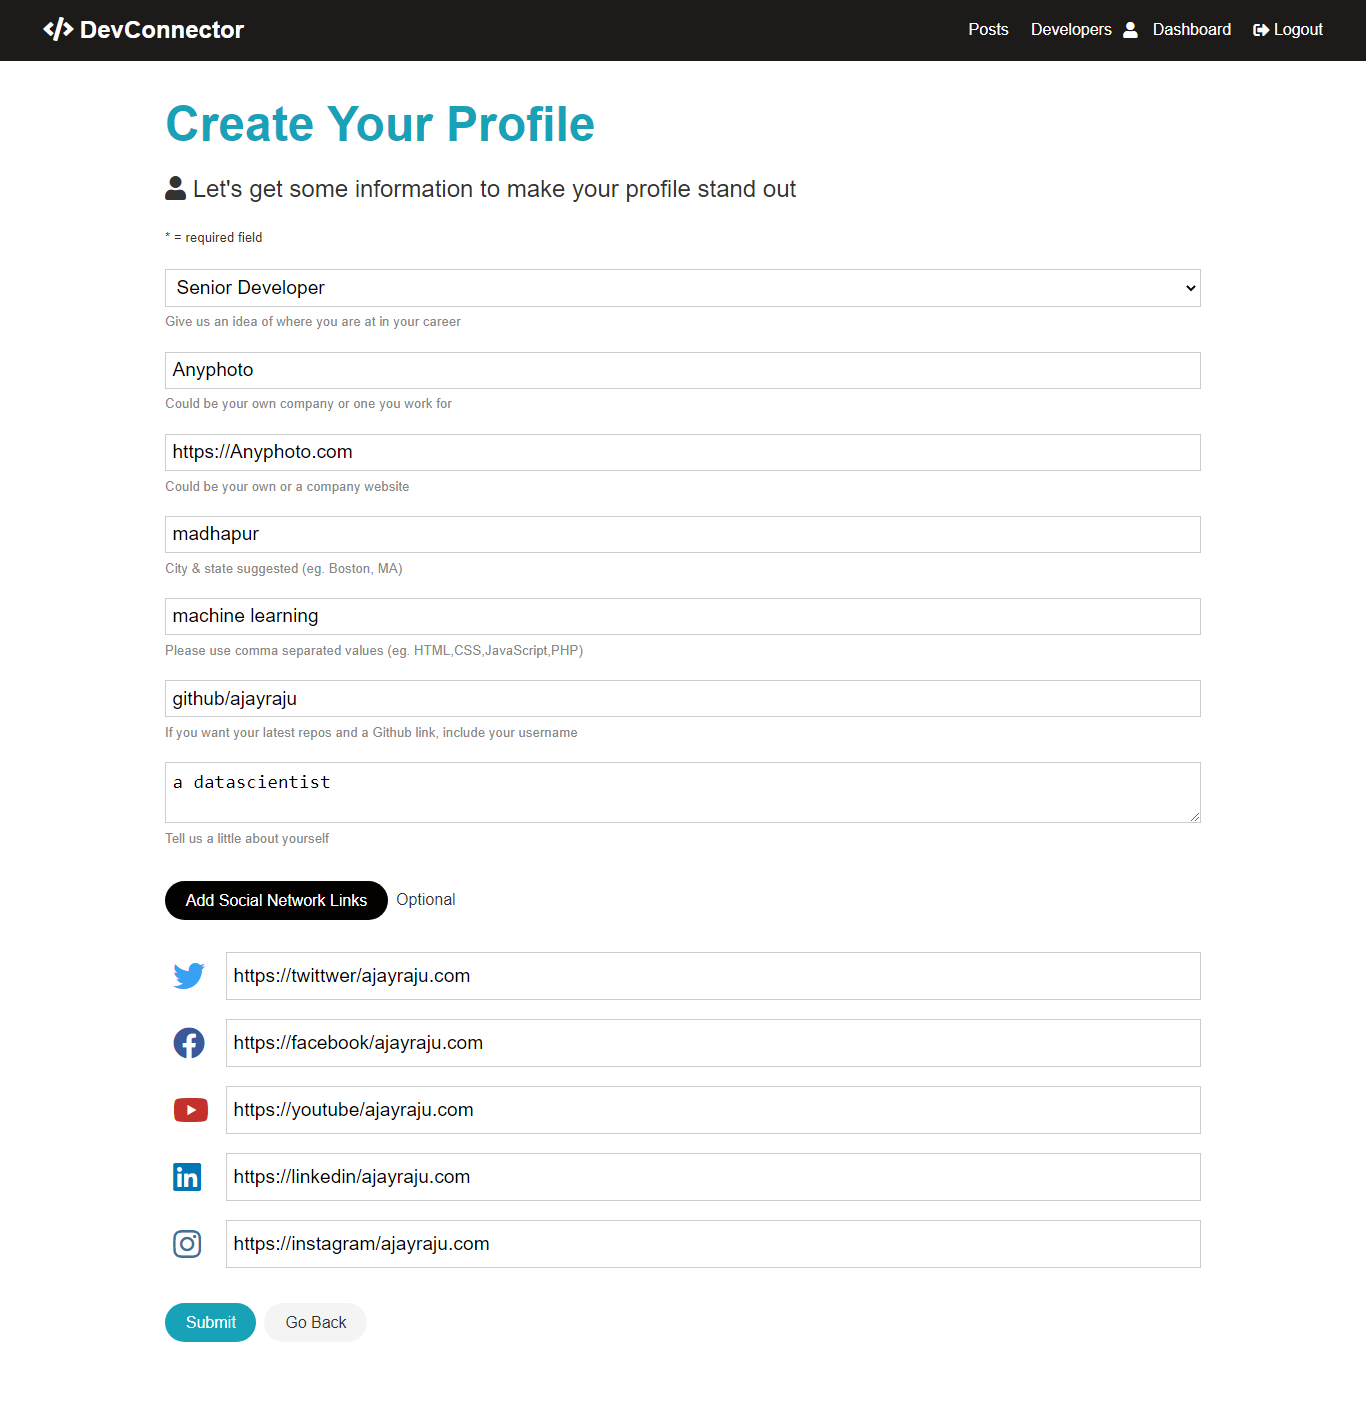 DevConnector
Posts Developers Dashboard Logout
Create Your Profile
Let's get some information to make your profile stand out
* = required field
Senior Developer
Give us an idea of where you are at in your career
Anyphoto
Could be your own company or one you work for
https://Anyphoto.com
Could be your own or a company website
madhapur
City & state suggested (eg. Boston, MA)
machine learning
Please use comma separated values (eg. HTML,CSS,JavaScript,PHP)
github/ajayraju
If you want your latest repos and a Github link, include your username
a datascientist
Tell us a little about yourself
Add Social Network Links Optional
https://twittwer/ajayraju.com
https://facebook/ajayraju.com
https://youtube/ajayraju.com
https://linkedin/ajayraju.com
https://instagram/ajayraju.com
Submit Go Back